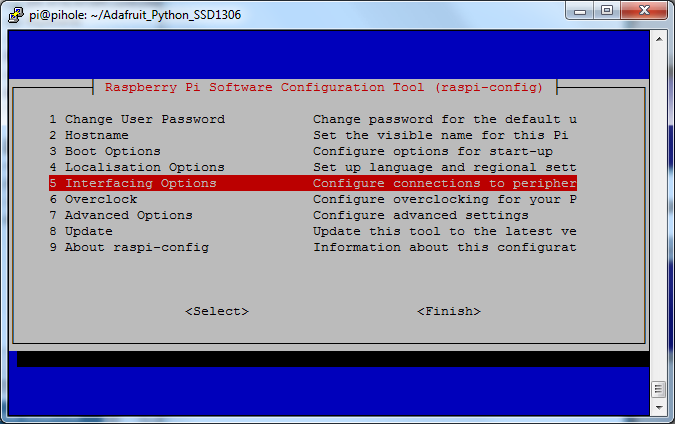 pi@pihole: ~/Adafruit_Python_SSD1306
Raspberry Pi Software Configuration Tool (raspi-config)
1 Change User Password Change password for the default u
2 Hostname Set the visible name for this Pi
3 Boot Options Configure options for start-up
4 Localisation Options Set up language and regional sett
5 Interfacing Options Configure connections to peripher
6 Overclock Configure overclocking for your P
7 Advanced Options Configure advanced settings
8 Update Update this tool to the latest ve
9 About raspi-config Information about this configurat
<Select> <Finish>